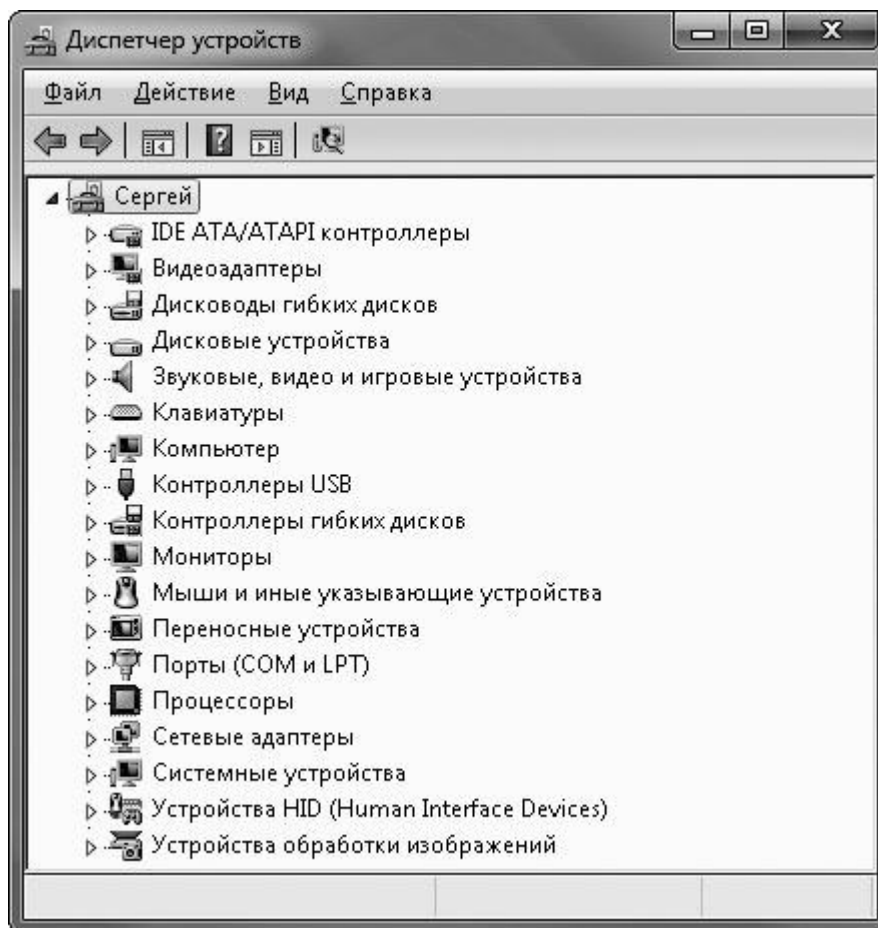 Диспетчер устройств
Файл Действие Вид Справка
Сергей
IDE ATA/ATAPI контроллеры
Видеоадаптеры
Дисководы гибких дисков
Дисковые устройства
Звуковые, видео и игровые устройства
Клавиатуры
Компьютер
Контроллеры USB
Контроллеры гибких дисков
Мониторы
Мыши и иные указывающие устройства
Переносные устройства
Порты (COM и LPT)
Процессоры
Сетевые адаптеры
Системные устройства
Устройства HID (Human Interface Devices)
Устройства обработки изображений